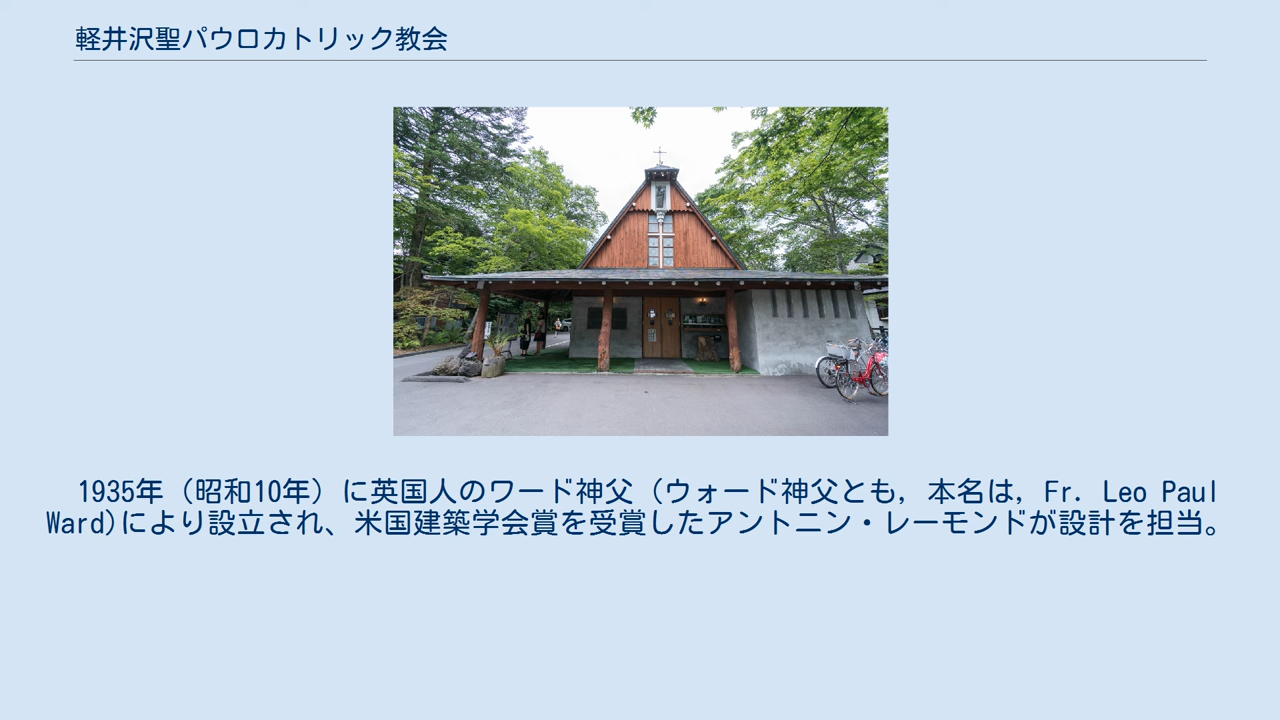 軽井沢聖パウロカトリック教会
1935年（昭和10年）に英国人のワード神父（ウォード神父とも, 本名は, Fr. Leo Paul
Ward)により設立され、米国建築学会賞を受賞したアントニン・レーモンドが設計を担当。